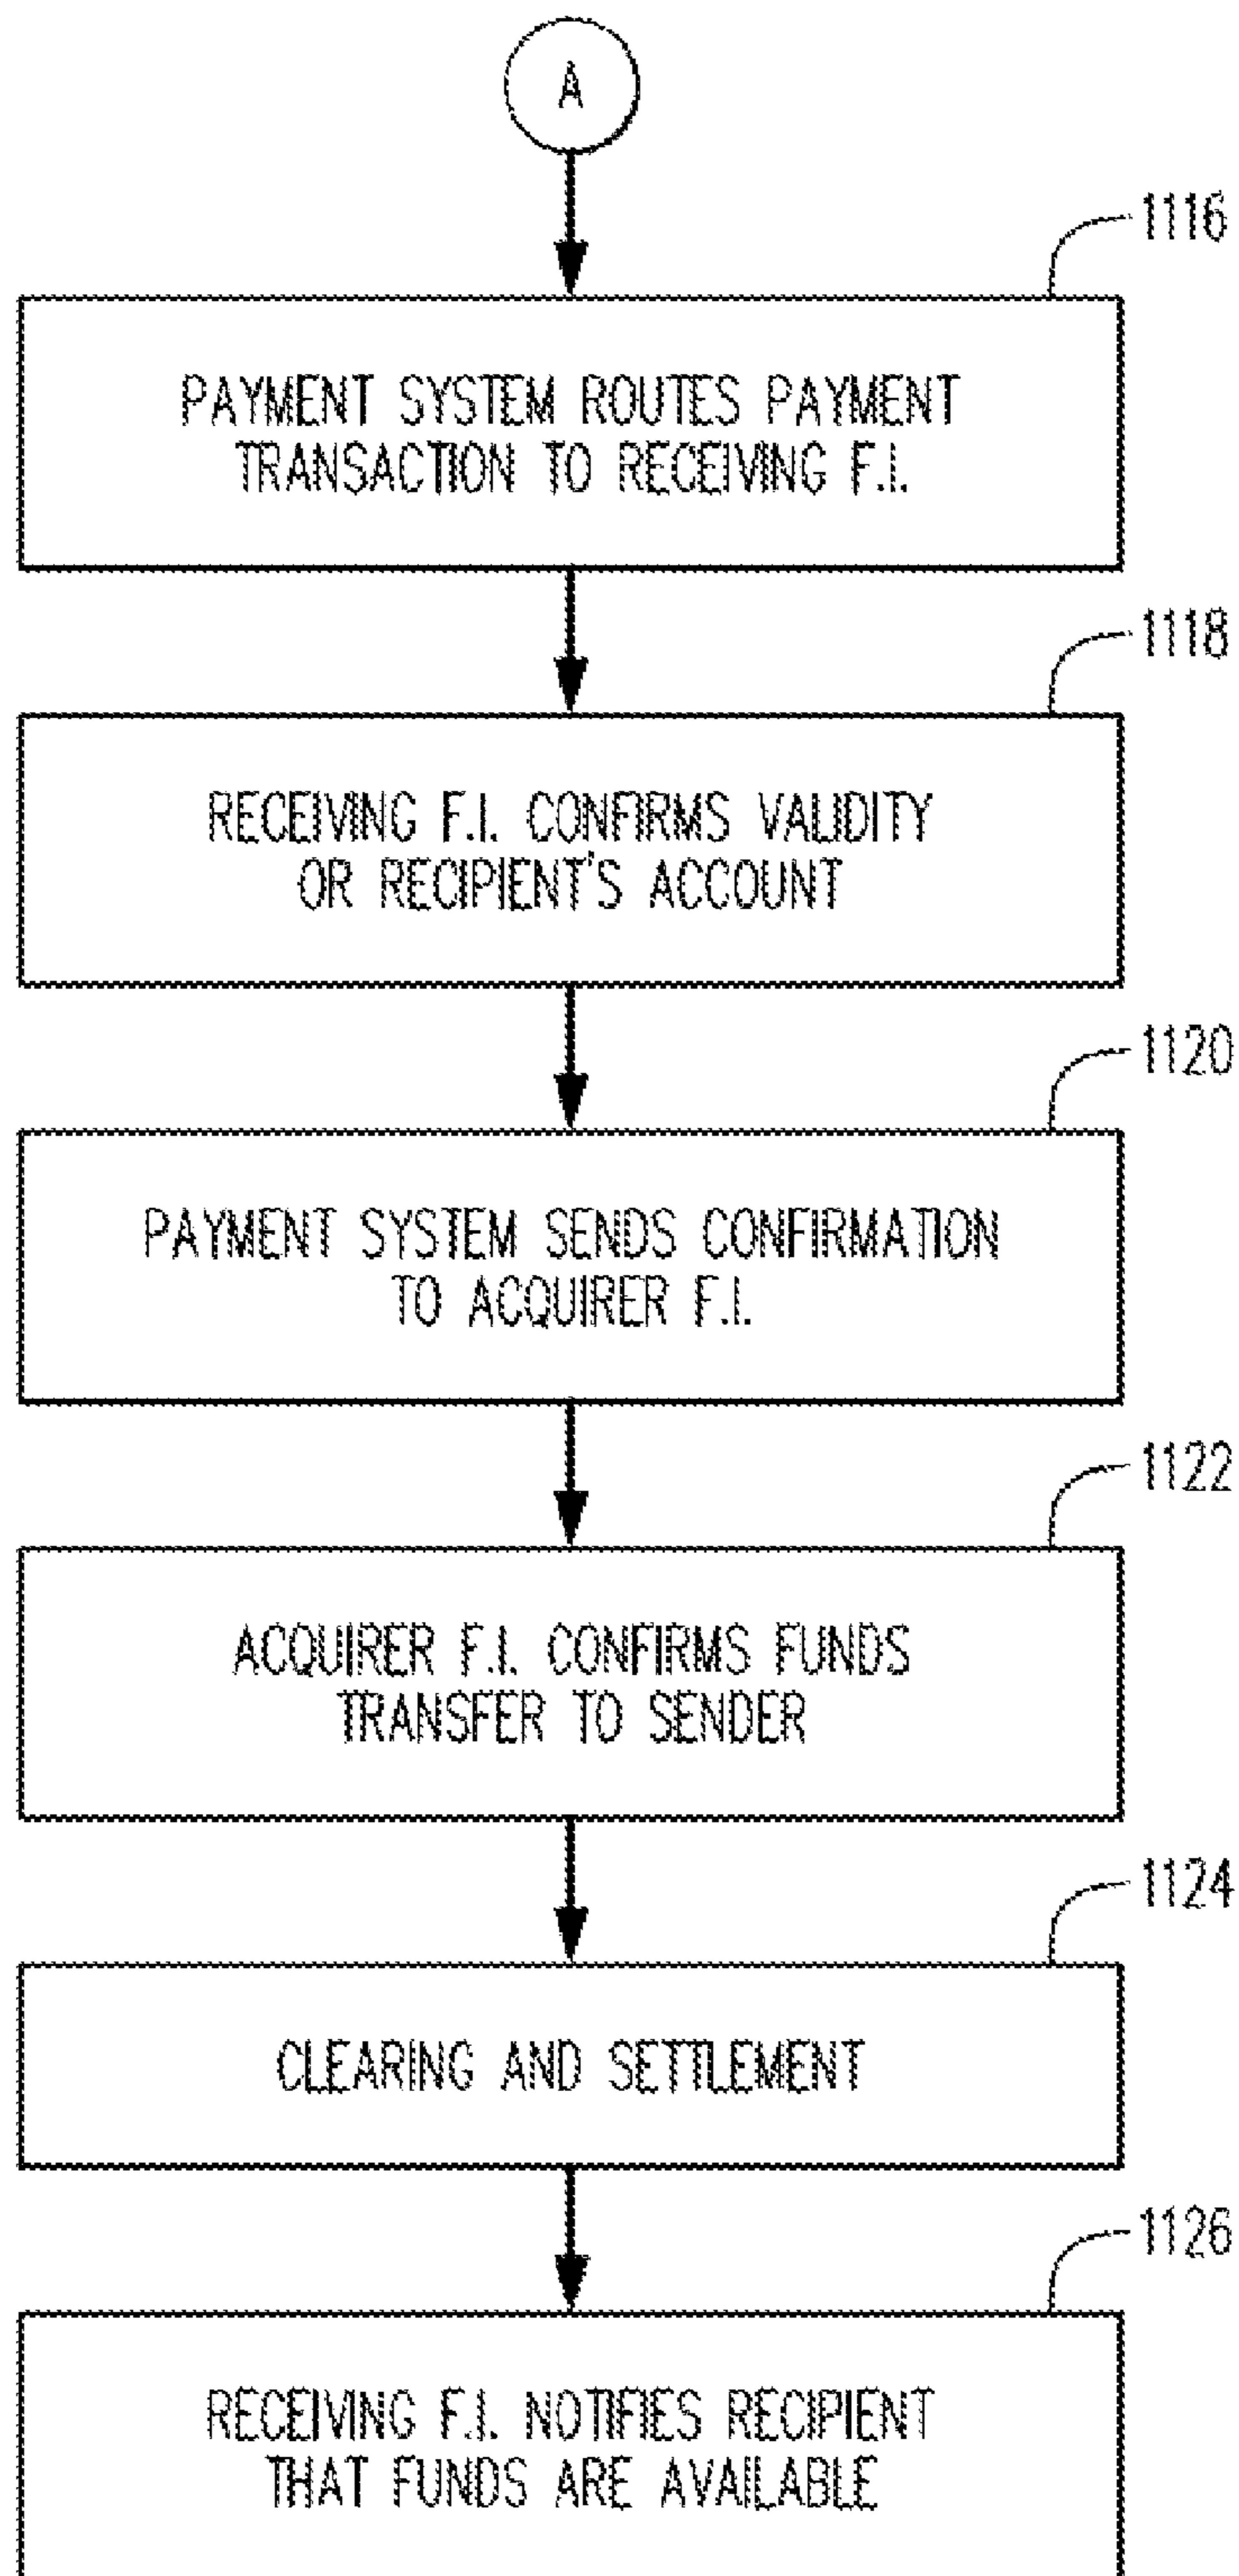 A
1116
PAYMENT SYSTEM ROUTES PAYMENT
TRANSACTION TO RECEIVING F.I.
1118
RECEIVING F.I. CONFIRMS VALIDITY
OR RECIPIENT'S ACCOUNT
1120
PAYMENT SYSTEM SENDS CONFIRMATION
TO ACQUIRER F.I.
1122
ACQUIRER F.I. CONFIRMS FUNDS
TRANSFER TO SENDER
1124
CLEARING AND SETTLEMENT
1126
RECEIVING F.I. NOTIFIES RECIPIENT
THAT FUNDS ARE AVAILABLE